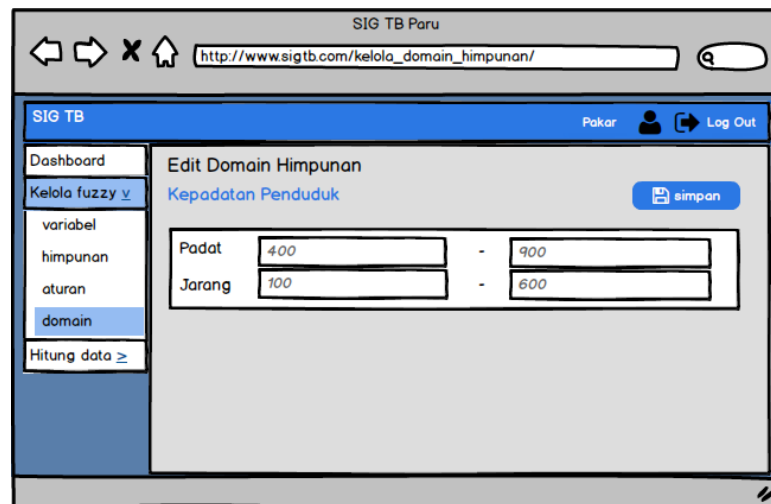 SIG TB Paru
http://www.sigtb.com/kelola_domain_himpunan/
SIG TB
Pakar
Log Out
Dashboard
Kelola fuzzy v
variabel
himpunan
aturan
domain
Hitung data >
Edit Domain Himpunan
Kepadatan Penduduk
simpan
Padat 400 - 900
Jarang 100 - 600